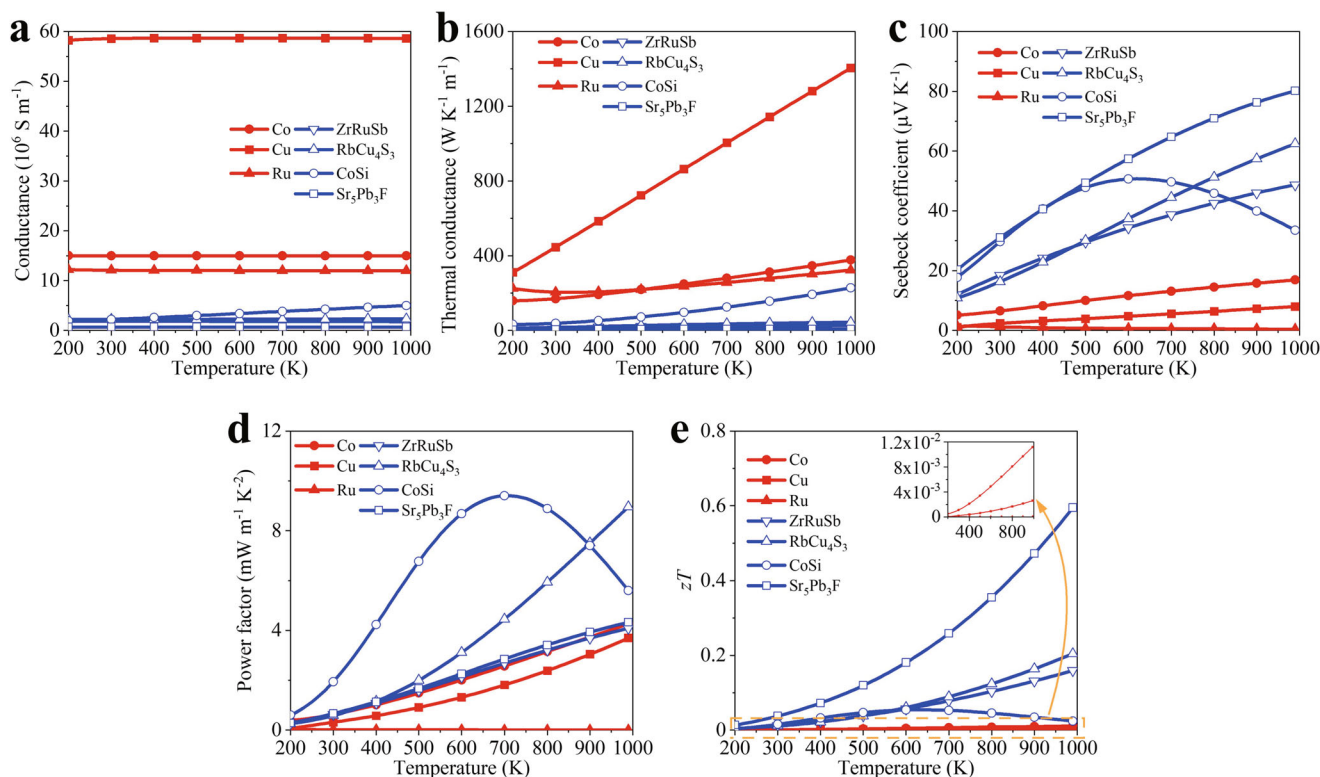 a
Conductance (10⁶ S m⁻¹)
60
50
40
30
20
10
0
Co ZrRuSb
Cu RbCu₄S₃
Ru CoSi
Sr₅Pb₃F
200 300 400 500 600 700 800 900 1000
Temperature (K)
b
Thermal conductance (W K⁻¹ m⁻¹)
1600
1200
800
400
0
Co ZrRuSb
Cu RbCu₄S₃
Ru CoSi
Sr₅Pb₃F
200 300 400 500 600 700 800 900 1000
Temperature (K)
c
Seebeck coefficient (µV K⁻¹)
100
80
60
40
20
0
Co ZrRuSb
Cu RbCu₄S₃
Ru CoSi
Sr₅Pb₃F
200 300 400 500 600 700 800 900 1000
Temperature (K)
d
Power factor (mW m⁻¹ K⁻²)
12
8
4
0
Co ZrRuSb
Cu RbCu₄S₃
Ru CoSi
Sr₅Pb₃F
200 300 400 500 600 700 800 900 1000
Temperature (K)
e
zT
0.8
0.6
0.4
0.2
0
Co
Cu
Ru
ZrRuSb
RbCu₄S₃
CoSi
Sr₅Pb₃F
1.2x10⁻²
8x10⁻³
4x10⁻³
0
400 800
200 300 400 500 600 700 800 900 1000
Temperature (K)